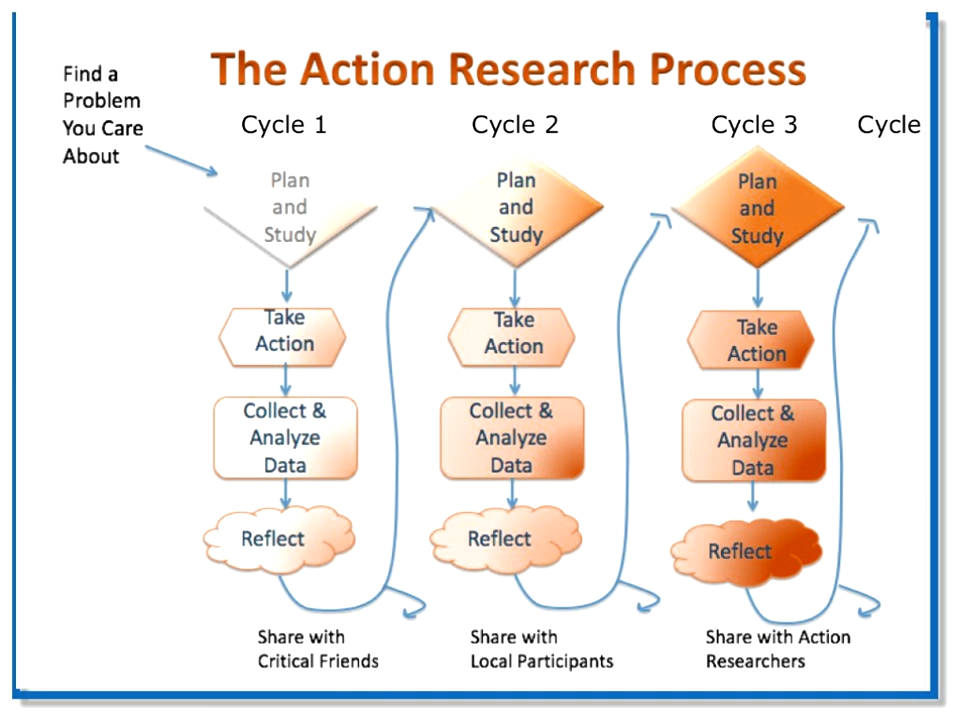 The Action Research Process
Find a
Problem
You Care
About
Cycle 1
Plan
and
Study
Take
Action
Collect &
Analyze
Data
Reflect
Share with
Critical Friends
Cycle 2
Plan
and
Study
Take
Action
Collect &
Analyze
Data
Reflect
Share with
Local Participants
Cycle 3
Plan
and
Study
Take
Action
Collect &
Analyze
Data
Reflect
Share with Action
Researchers
Cycle